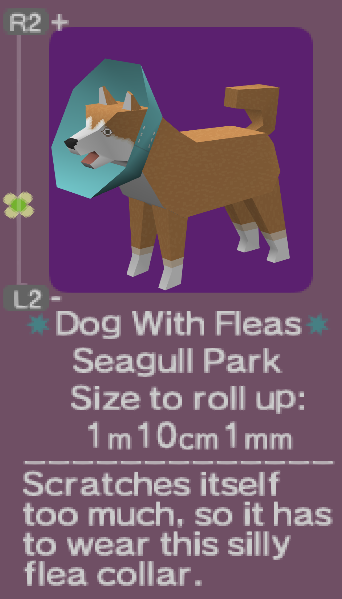 R2 +
L2 -
Dog With Fleas
Seagull Park
Size to roll up:
1m10cm1mm
Scratches itself
too much, so it has
to wear this silly
flea collar.